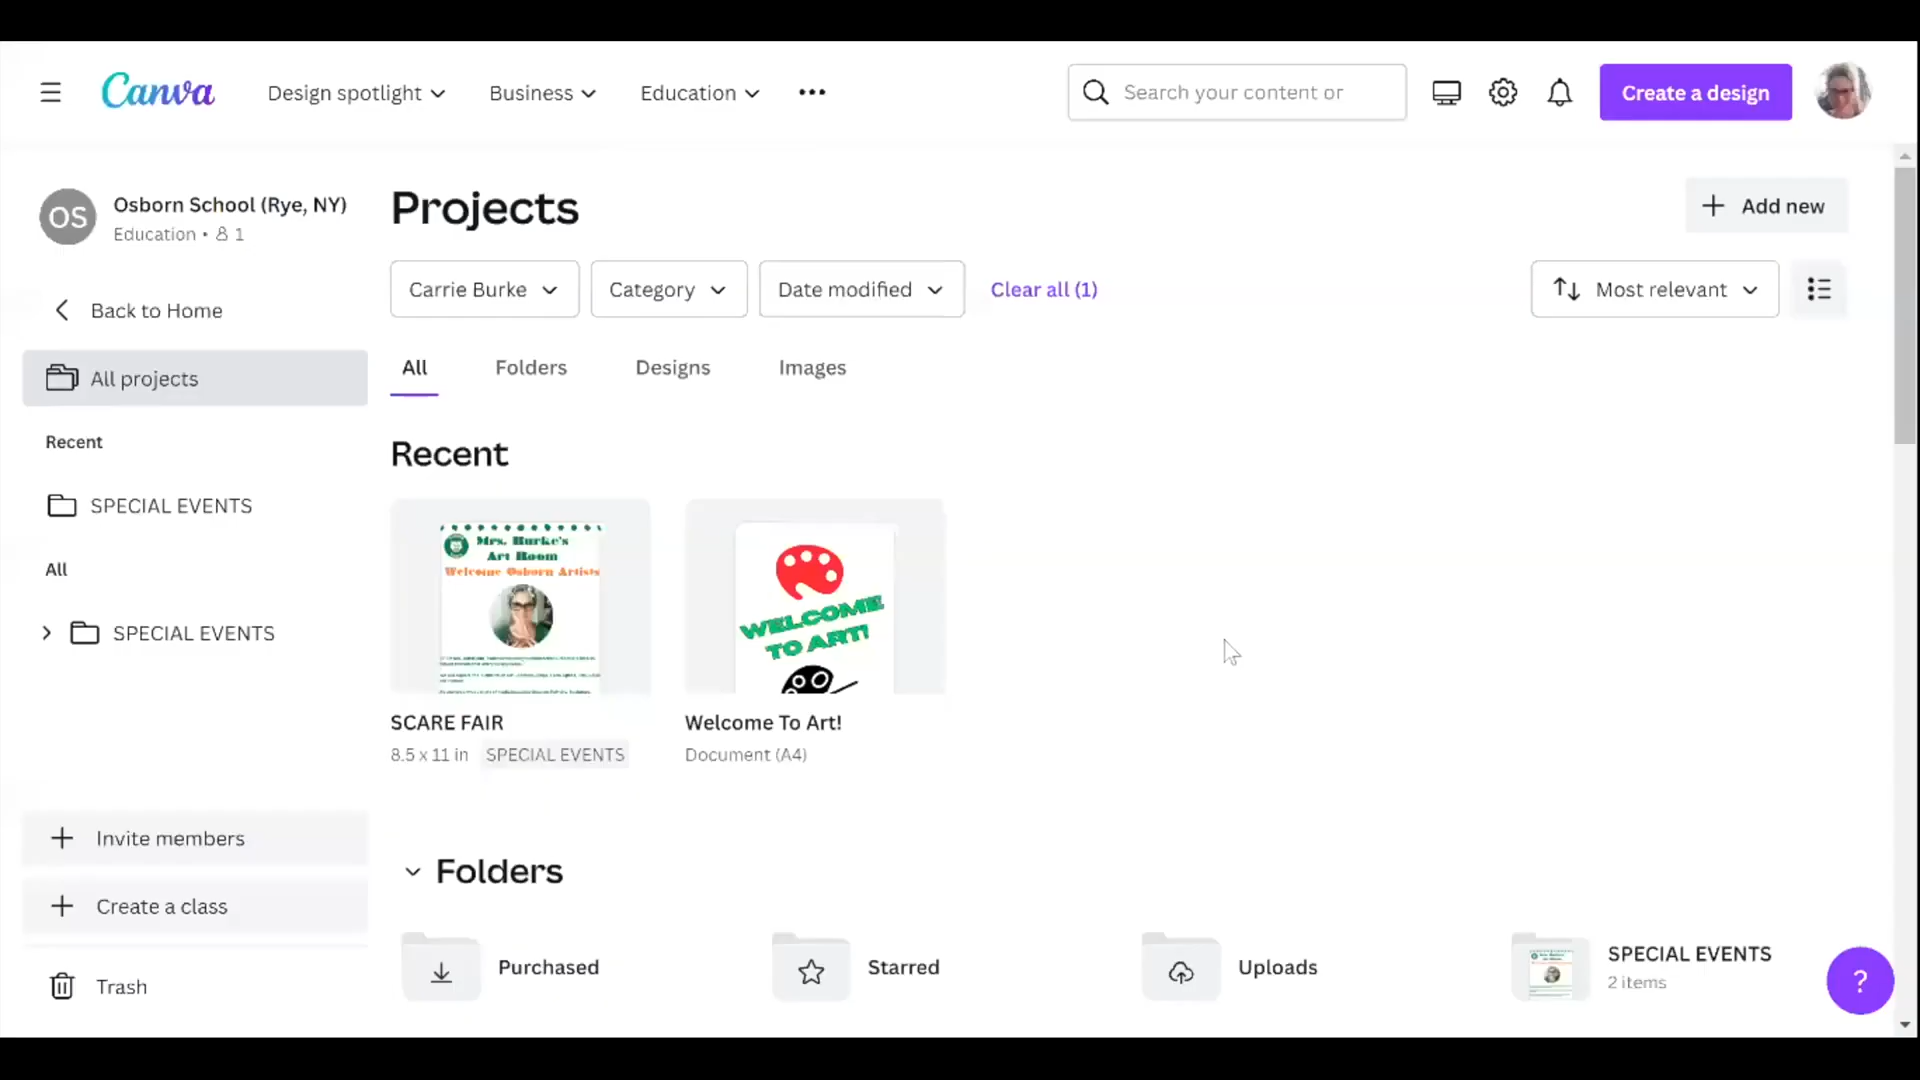 Canva
Design spotlight
Business
Education
Search your content or
Create a design
OS
Osborn School (Rye, NY)
Education • 1
Back to Home
All projects
Recent
SPECIAL EVENTS
All
SPECIAL EVENTS
Invite members
Create a class
Trash
Projects
Add new
Carrie Burke
Category
Date modified
Clear all (1)
Most relevant
All
Folders
Designs
Images
Recent
Mrs. Burke's
Art Room
Welcome Osborn Artists
WELCOME
TO ART!
SCARE FAIR
8.5 x 11 in
SPECIAL EVENTS
Welcome To Art!
Document (A4)
Folders
Purchased
Starred
Uploads
SPECIAL EVENTS
2 items
?